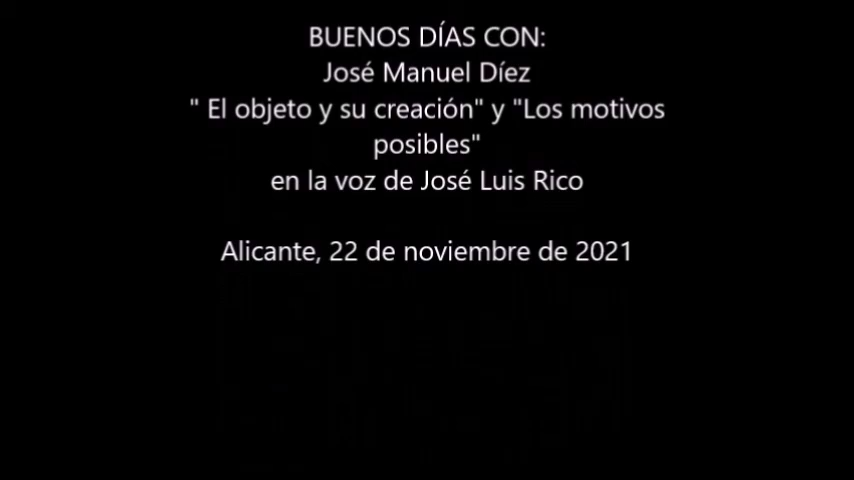 BUENOS DÍAS CON:
José Manuel Díez
" El objeto y su creación" y "Los motivos
posibles"
en la voz de José Luis Rico
Alicante, 22 de noviembre de 2021